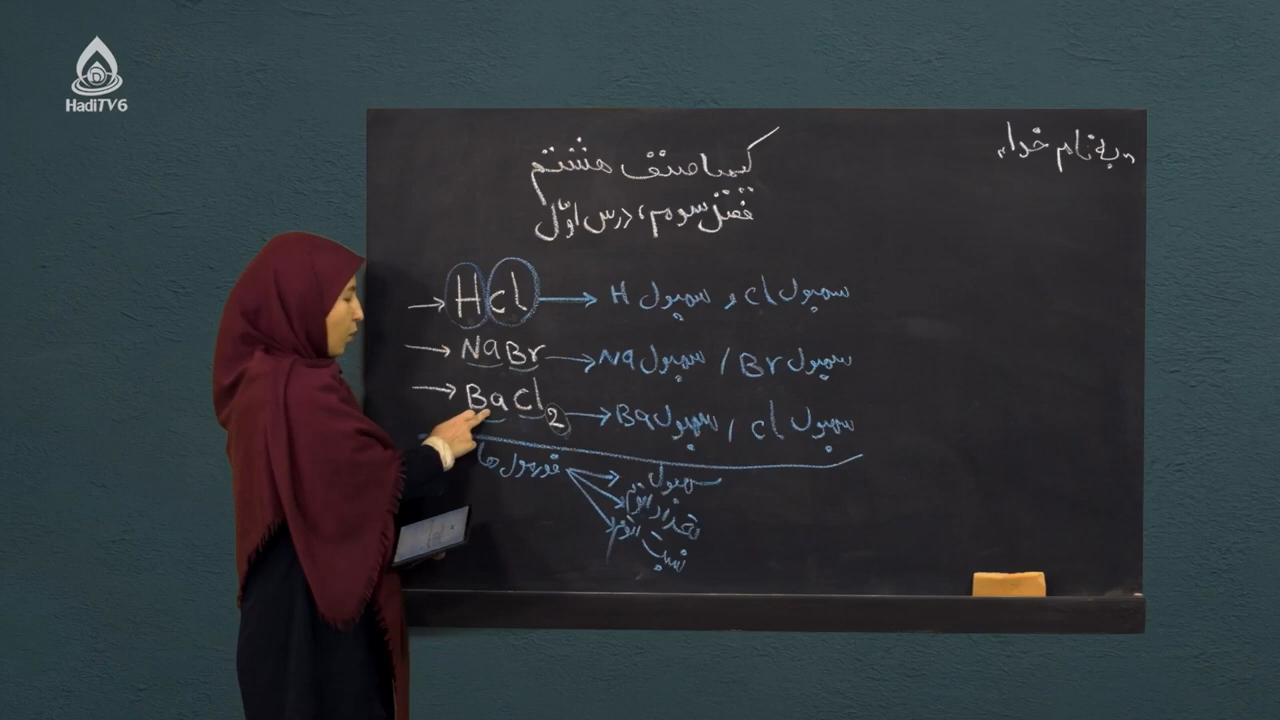 HadiTV6
"به نام خدا"
کیمیا صنف هشتم
فصل سوم، درس اوّل
→ HCl → H سمبول و Cl سمبول
→ NaBr → Na سمبول / Br سمبول
→ BaCl2 → Ba سمبول / Cl سمبول
فورمول ها → سمبول
تعداد اتوم
نسبت اتوم